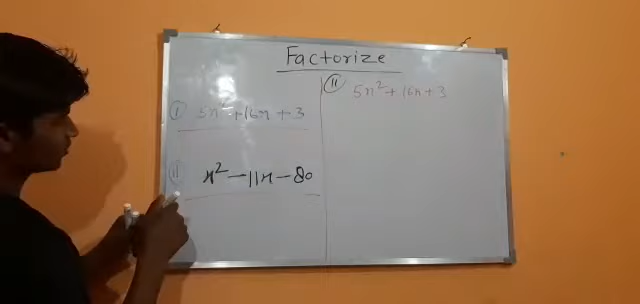 Factorize
(i) 5x²+16x+3
(ii) x²-11x-80
(ii) 5x²+16x+3